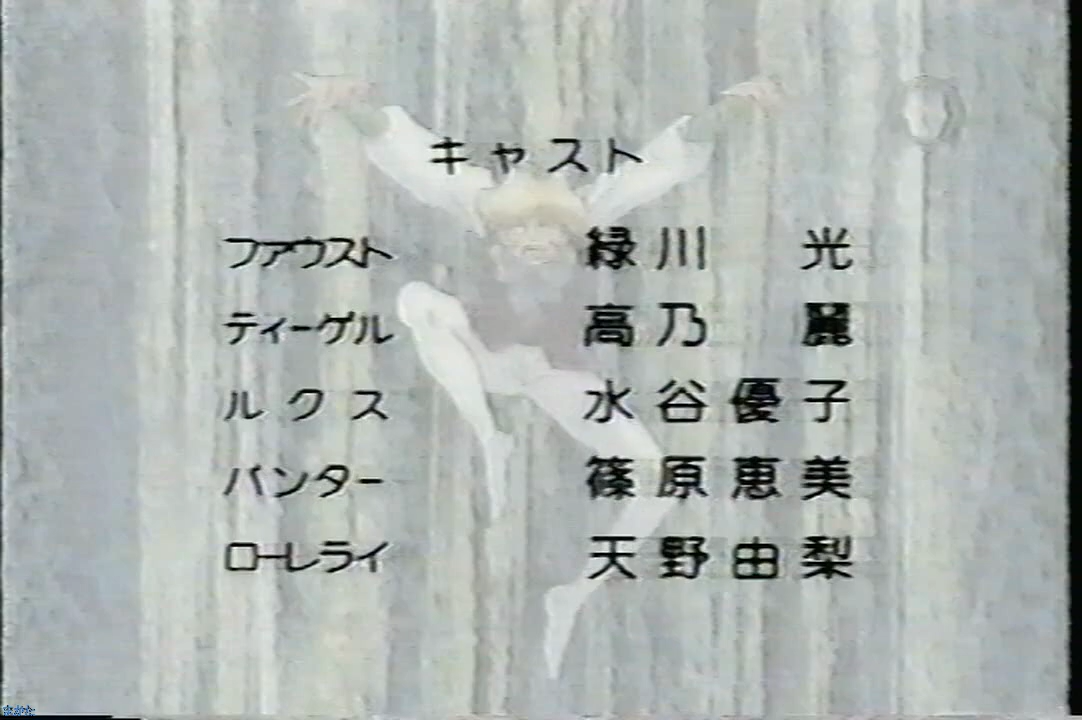 キャスト
ファウスト 緑川 光
ティーゲル 高乃 麗
ルクス 水谷優子
パンター 篠原恵美
ローレライ 天野由梨